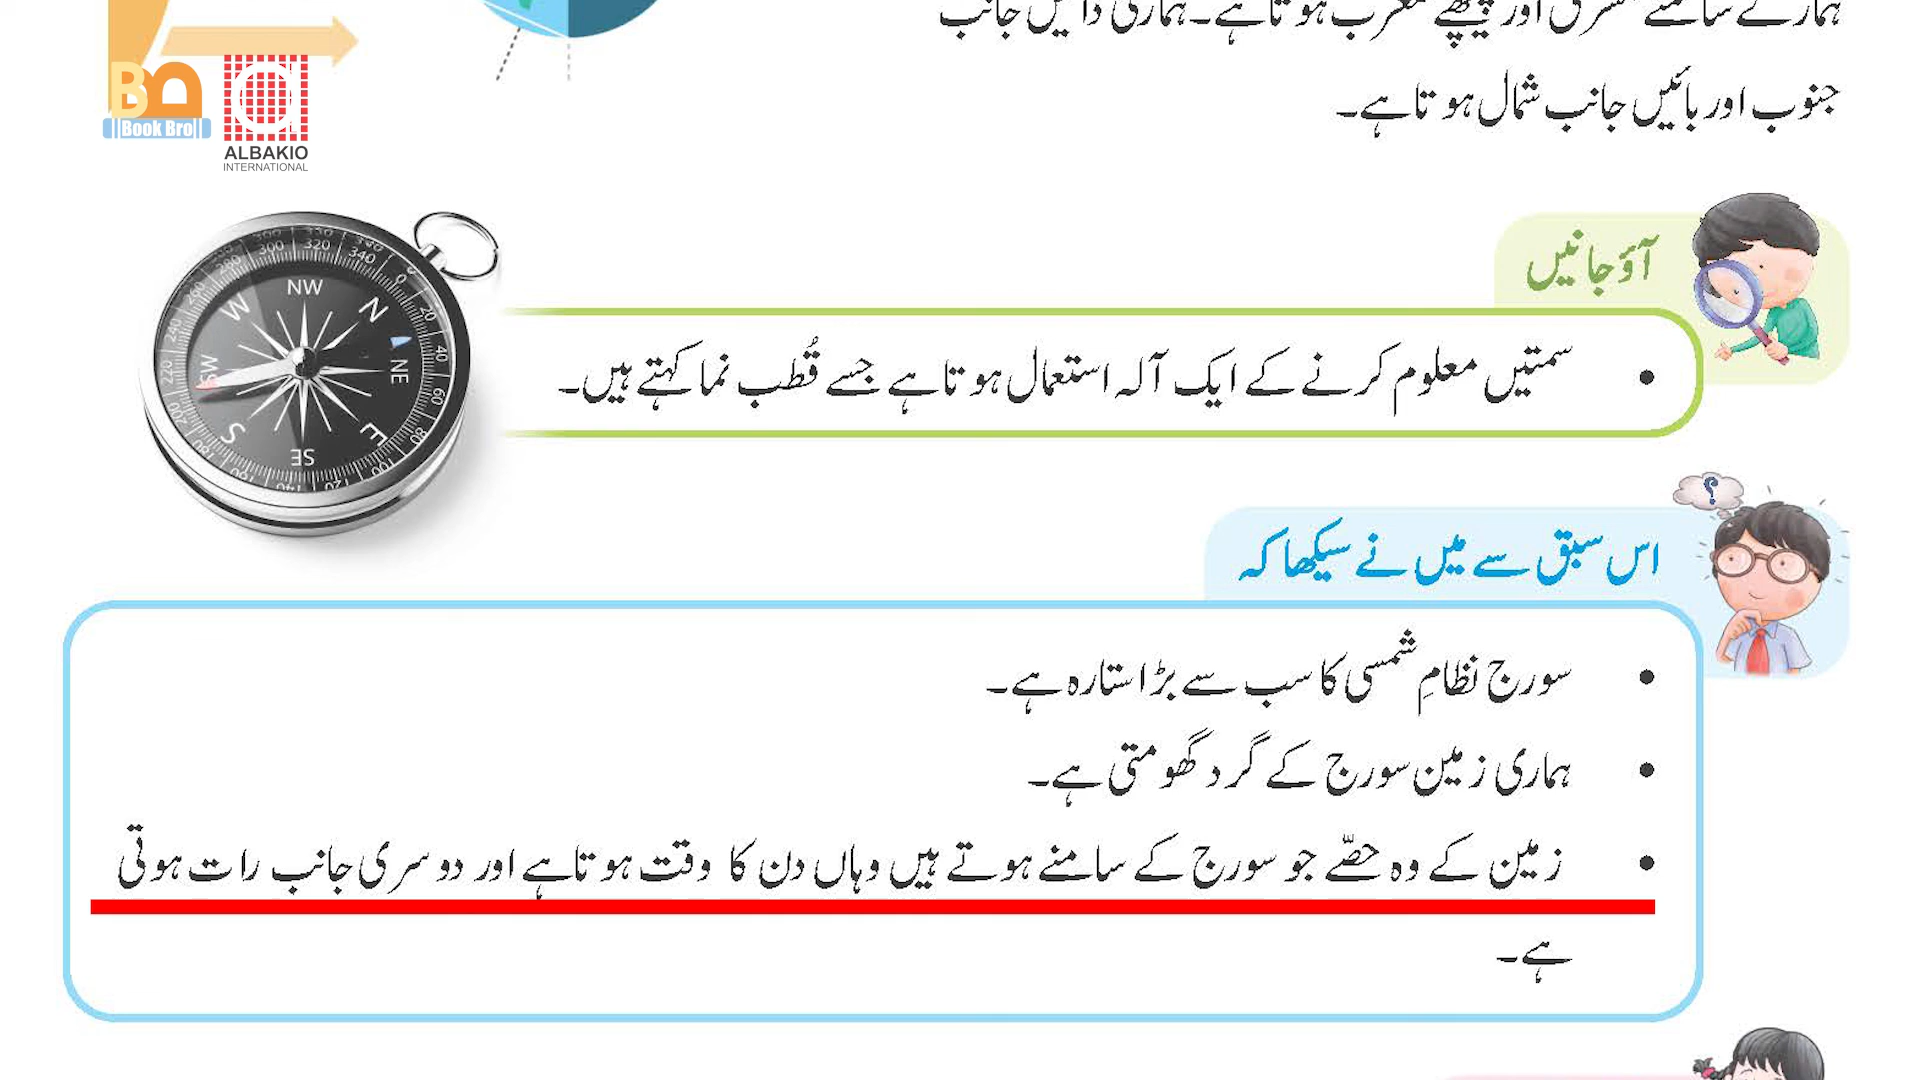 ہمارے سامنے مشرق اور پیچھے مغرب ہوتا ہے۔ ہماری دائیں جانب
جنوب اور بائیں جانب شمال ہوتا ہے۔
Book Bro
ALBAKIO
INTERNATIONAL
آؤ جانیں
سمتیں معلوم کرنے کے ایک آلہ استعمال ہوتا ہے جسے قُطب نما کہتے ہیں۔
NW
N
NE
E
SE
S
SW
W
؟
اس سبق سے میں نے سیکھا کہ
• سورج نظامِ شمسی کا سب سے بڑا ستارہ ہے۔
• ہماری زمین سورج کے گرد گھومتی ہے۔
• زمین کے وہ حصّے جو سورج کے سامنے ہوتے ہیں وہاں دن کا وقت ہوتا ہے اور دوسری جانب رات ہوتی
ہے۔